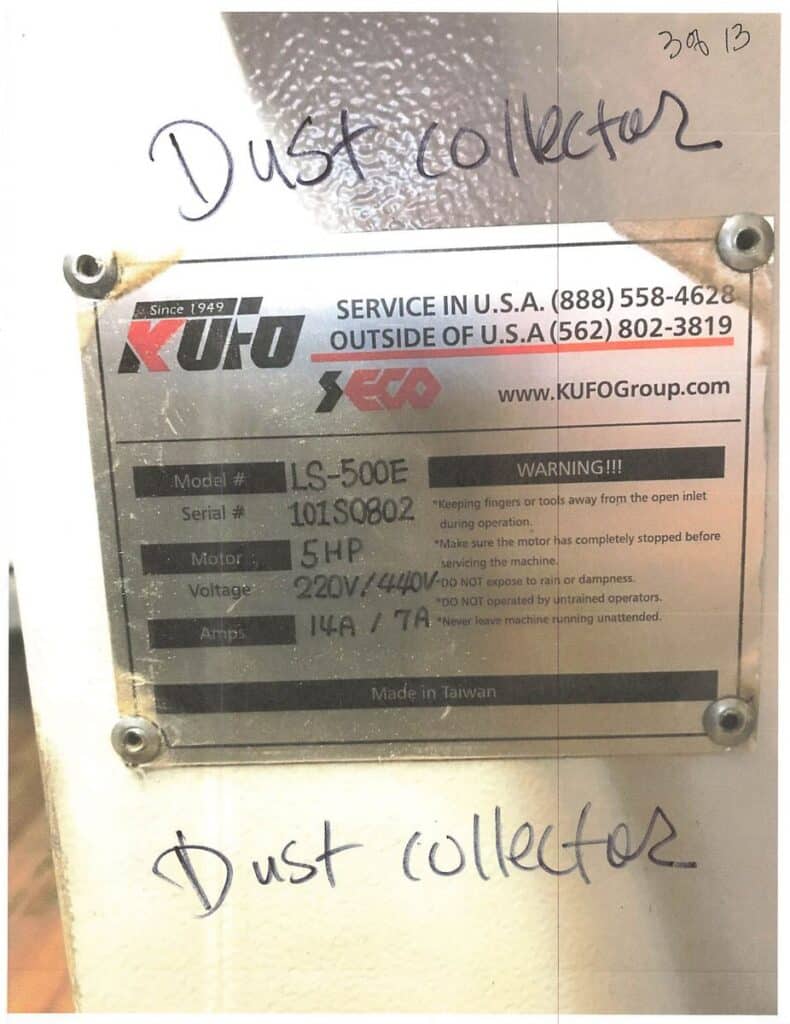 3 of 13
Dust collector
Since 1949
KUFO
SERVICE IN U.S.A. (888) 558-4628
OUTSIDE OF U.S.A (562) 802-3819
SECO
www.KUFOGroup.com
Model # LS-500E
Serial # 101S0802
Motor 5HP
Voltage 220V/440V
Amps 14A / 7A
WARNING!!!
*Keeping fingers or tools away from the open inlet
during operation.
*Make sure the motor has completely stopped before
servicing the machine.
*DO NOT expose to rain or dampness.
*DO NOT operated by untrained operators.
*Never leave machine running unattended.
Made in Taiwan
Dust collector